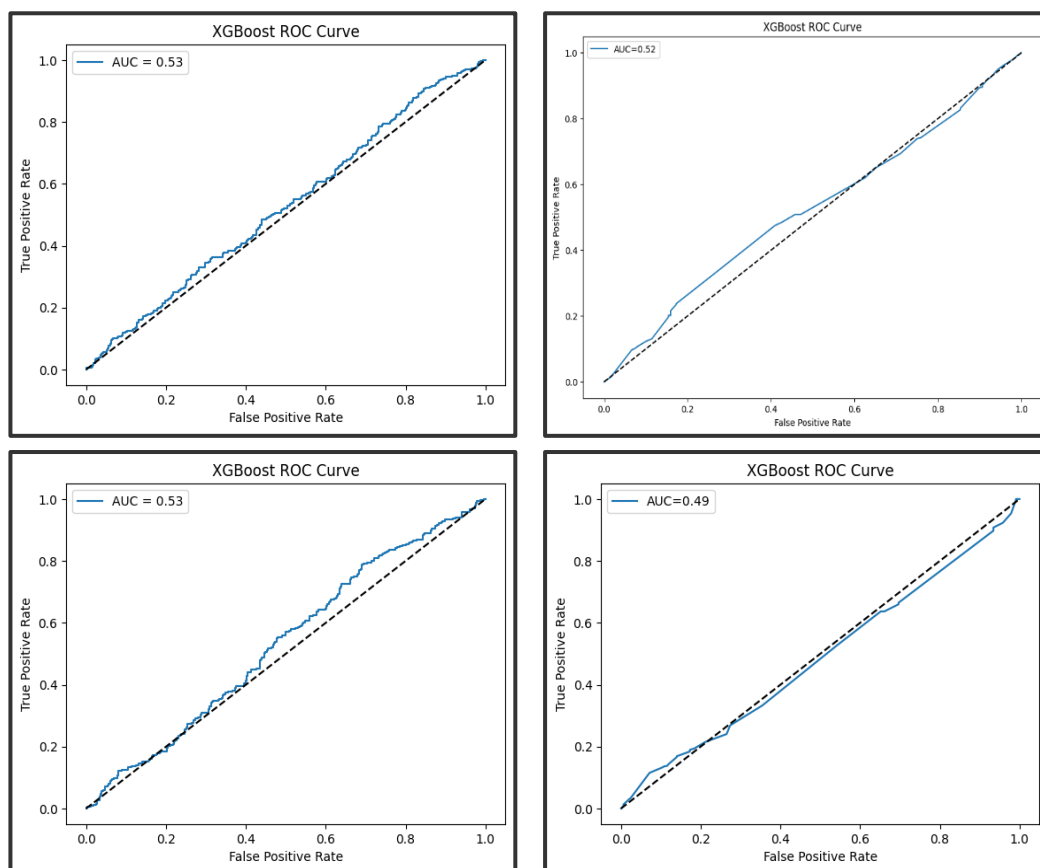 XGBoost ROC Curve
AUC = 0.53
1.0
0.8
0.6
0.4
0.2
0.0
True Positive Rate
0.0 0.2 0.4 0.6 0.8 1.0
False Positive Rate
XGBoost ROC Curve
AUC=0.52
1.0
0.8
0.6
0.4
0.2
0.0
True Positive Rate
0.0 0.2 0.4 0.6 0.8 1.0
False Positive Rate
XGBoost ROC Curve
AUC = 0.53
1.0
0.8
0.6
0.4
0.2
0.0
True Positive Rate
0.0 0.2 0.4 0.6 0.8 1.0
False Positive Rate
XGBoost ROC Curve
AUC=0.49
1.0
0.8
0.6
0.4
0.2
0.0
True Positive Rate
0.0 0.2 0.4 0.6 0.8 1.0
False Positive Rate